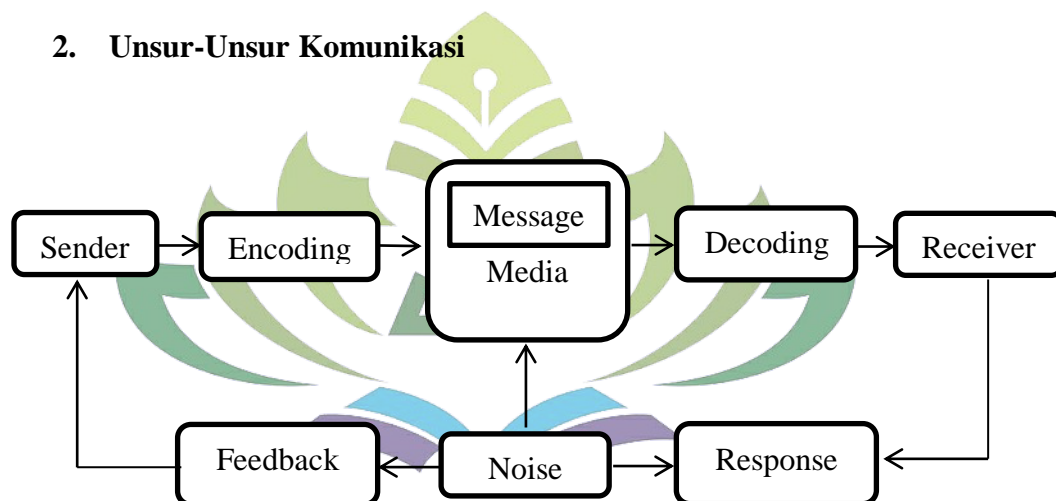 2. Unsur-Unsur Komunikasi
Message
Sender
Encoding
Media
Decoding
Receiver
Feedback
Noise
Response